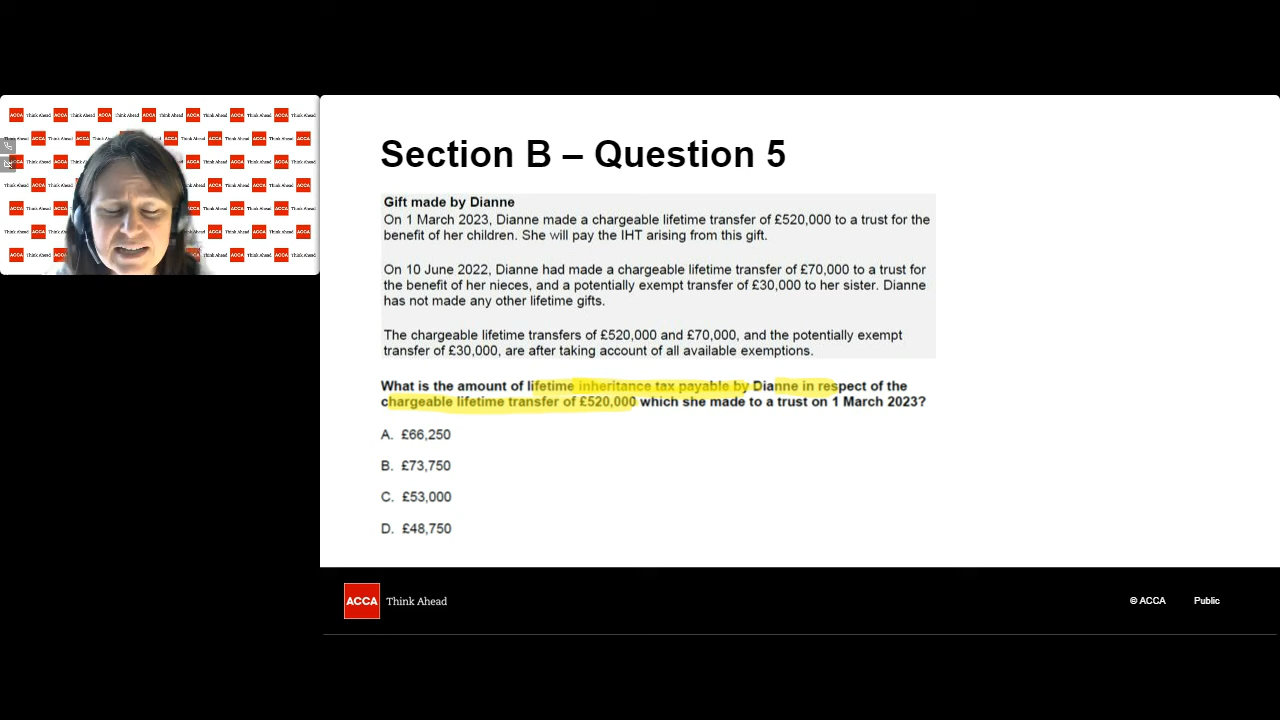 Section B – Question 5
Gift made by Dianne
On 1 March 2023, Dianne made a chargeable lifetime transfer of £520,000 to a trust for the
benefit of her children. She will pay the IHT arising from this gift.
On 10 June 2022, Dianne had made a chargeable lifetime transfer of £70,000 to a trust for
the benefit of her nieces, and a potentially exempt transfer of £30,000 to her sister. Dianne
has not made any other lifetime gifts.
The chargeable lifetime transfers of £520,000 and £70,000, and the potentially exempt
transfer of £30,000, are after taking account of all available exemptions.
What is the amount of lifetime inheritance tax payable by Dianne in respect of the
chargeable lifetime transfer of £520,000 which she made to a trust on 1 March 2023?
A. £66,250
B. £73,750
C. £53,000
D. £48,750
ACCA Think Ahead
© ACCA Public